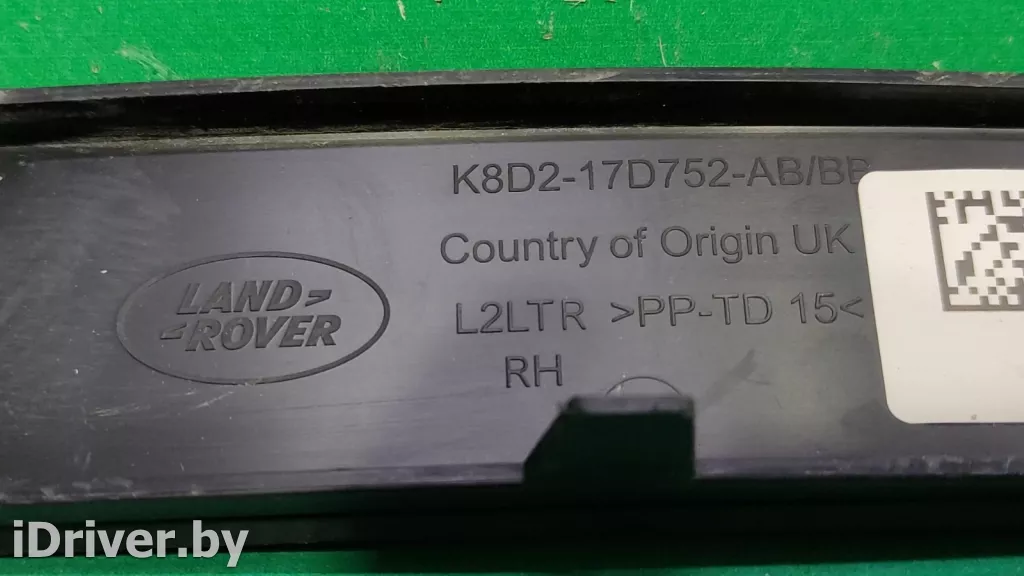 K8D2-17D752-AB/BB
Country of Origin UK
LAND>
<ROVER
L2LTR >PP-TD 15<
RH
iDriver.by